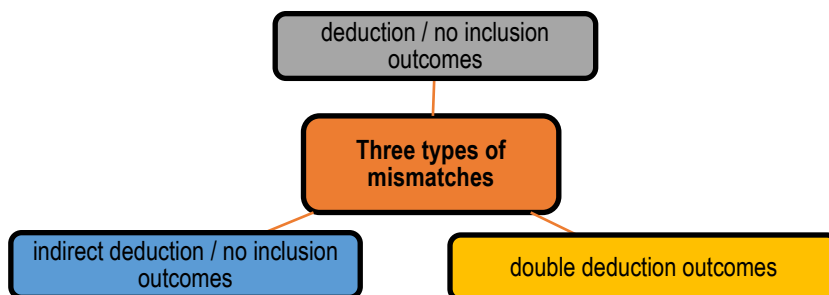 deduction / no inclusion
outcomes
Three types of
mismatches
indirect deduction / no inclusion
outcomes
double deduction outcomes